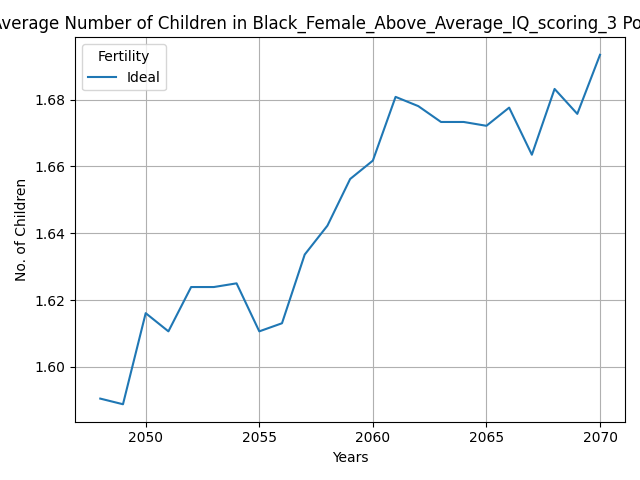 Average Number of Children in Black_Female_Above_Average_IQ_scoring_3 Po
Fertility
Ideal
No. of Children
1.68
1.66
1.64
1.62
1.60
2050 2055 2060 2065 2070
Years